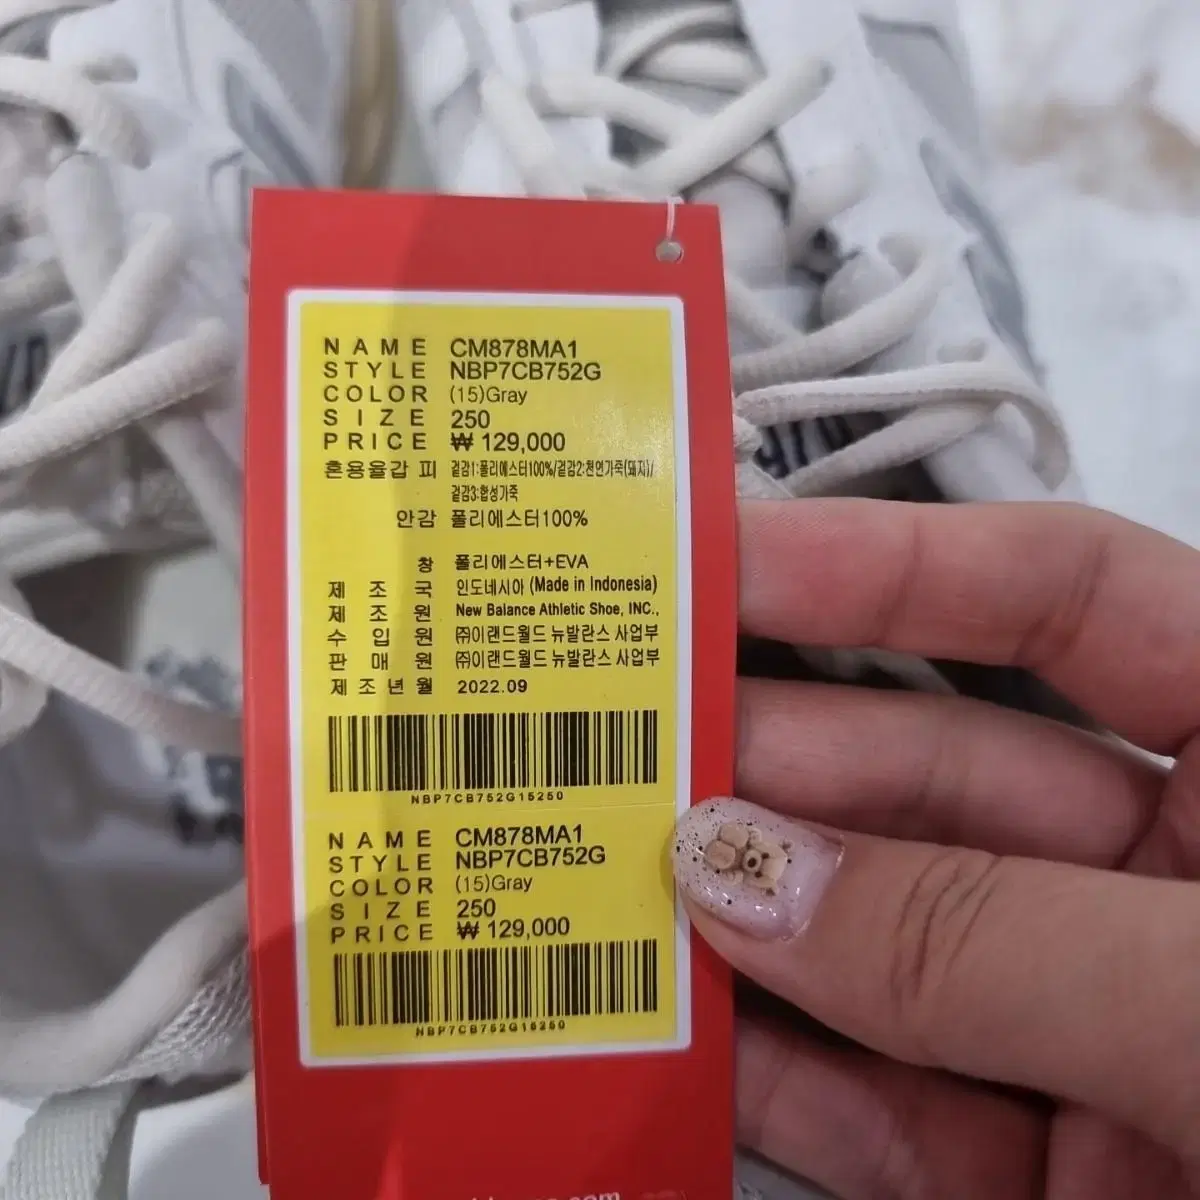 NAME CM878MA1
STYLE NBP7CB752G
COLOR (15)Gray
SIZE 250
PRICE ₩ 129,000
혼용율갑 피 겉감1:폴리에스터100%/겉감2:천연가죽(돼지)/
겉감3:합성가죽
안감 폴리에스터100%
창 폴리에스터+EVA
제 조 국 인도네시아 (Made in Indonesia)
제 조 원 New Balance Athletic Shoe, INC.,
수 입 원 ㈜이랜드월드 뉴발란스 사업부
판 매 원 ㈜이랜드월드 뉴발란스 사업부
제조년월 2022.09
NBP7CB752G15250
NAME CM878MA1
STYLE NBP7CB752G
COLOR (15)Gray
SIZE 250
PRICE ₩ 129,000
NBP7CB752G15250